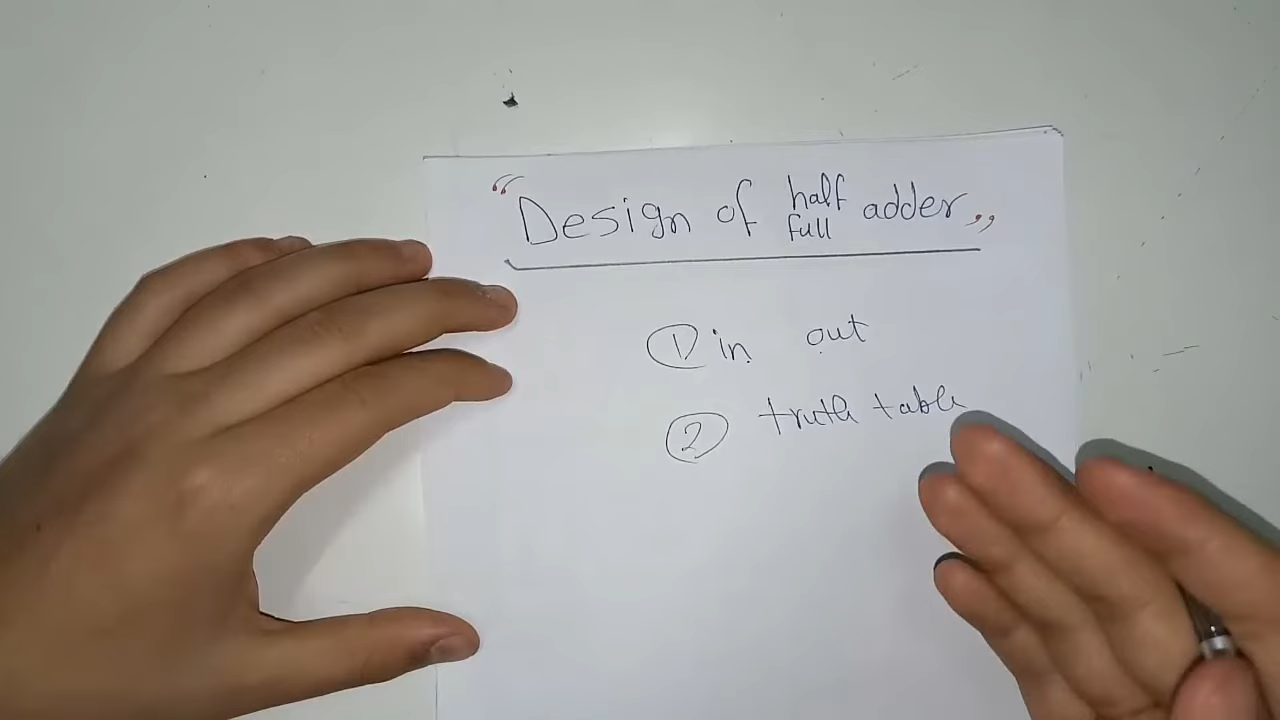 "Design of half adder"
full
① in out
② truth table